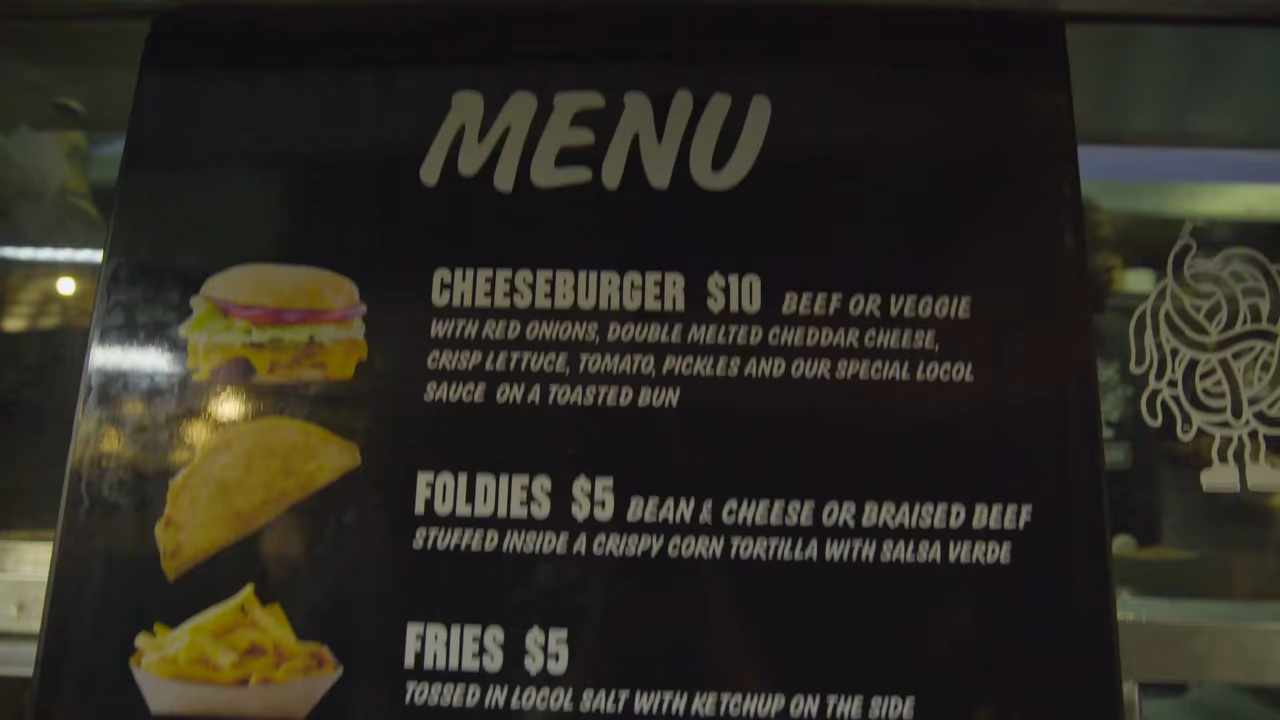 MENU
CHEESEBURGER $10 BEEF OR VEGGIE
WITH RED ONIONS, DOUBLE MELTED CHEDDAR CHEESE,
CRISP LETTUCE, TOMATO, PICKLES AND OUR SPECIAL LOCOL
SAUCE ON A TOASTED BUN
FOLDIES $5 BEAN & CHEESE OR BRAISED BEEF
STUFFED INSIDE A CRISPY CORN TORTILLA WITH SALSA VERDE
FRIES $5
TOSSED IN LOCOL SALT WITH KETCHUP ON THE SIDE